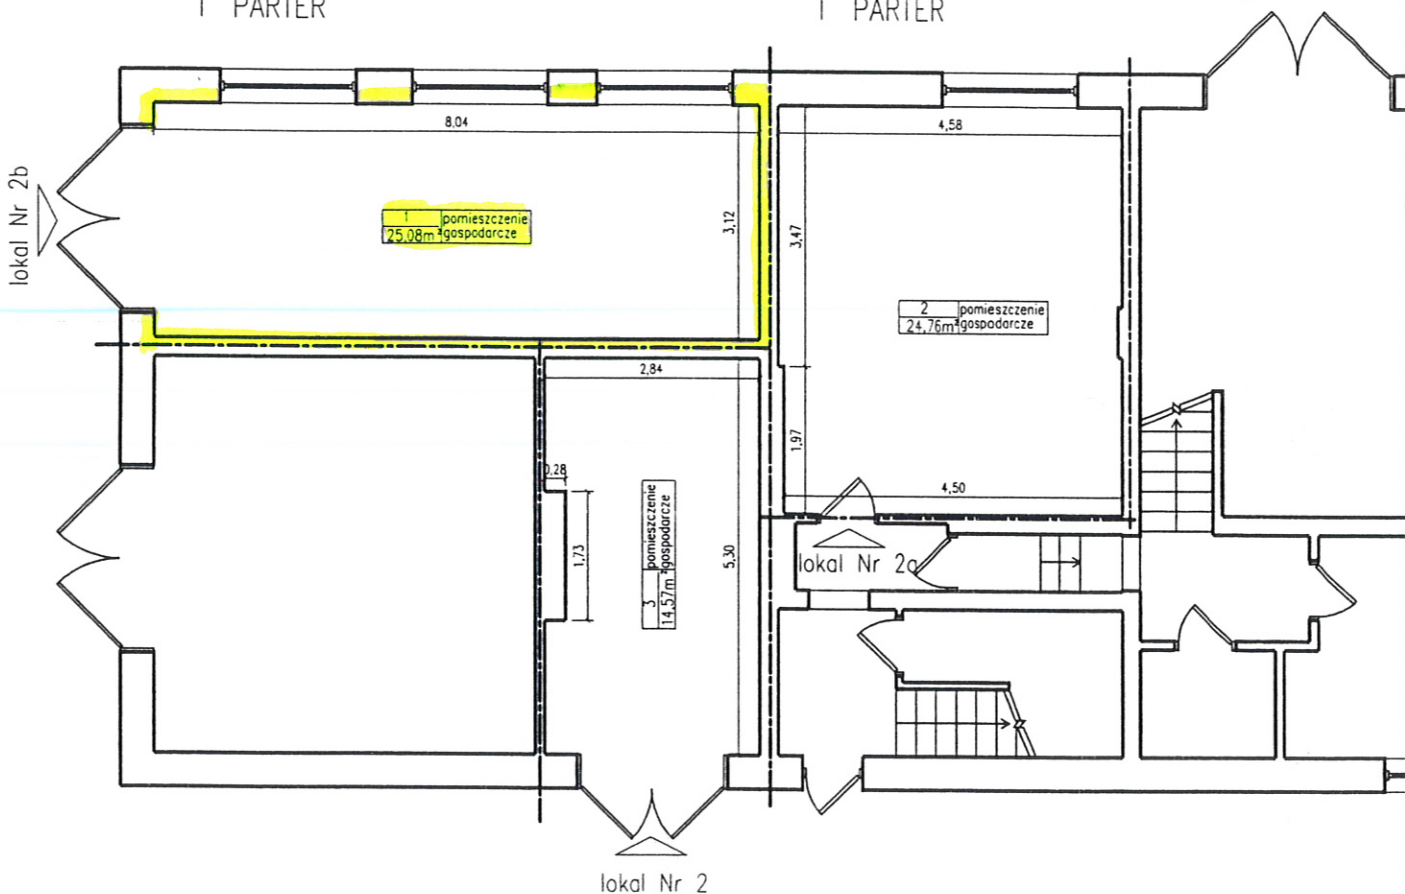 1 PARTER
1 PARTER
8,04
4,58
lokal Nr 2b
1 pomieszczenie
25.08m² gospodarcze
3,12
3,47
2 pomieszczenie
24,76m² gospodarcze
2,84
1,97
0,28
4,50
1,73
3 pomieszczenie
14,57m² gospodarcze
5,30
lokal Nr 2a
lokal Nr 2